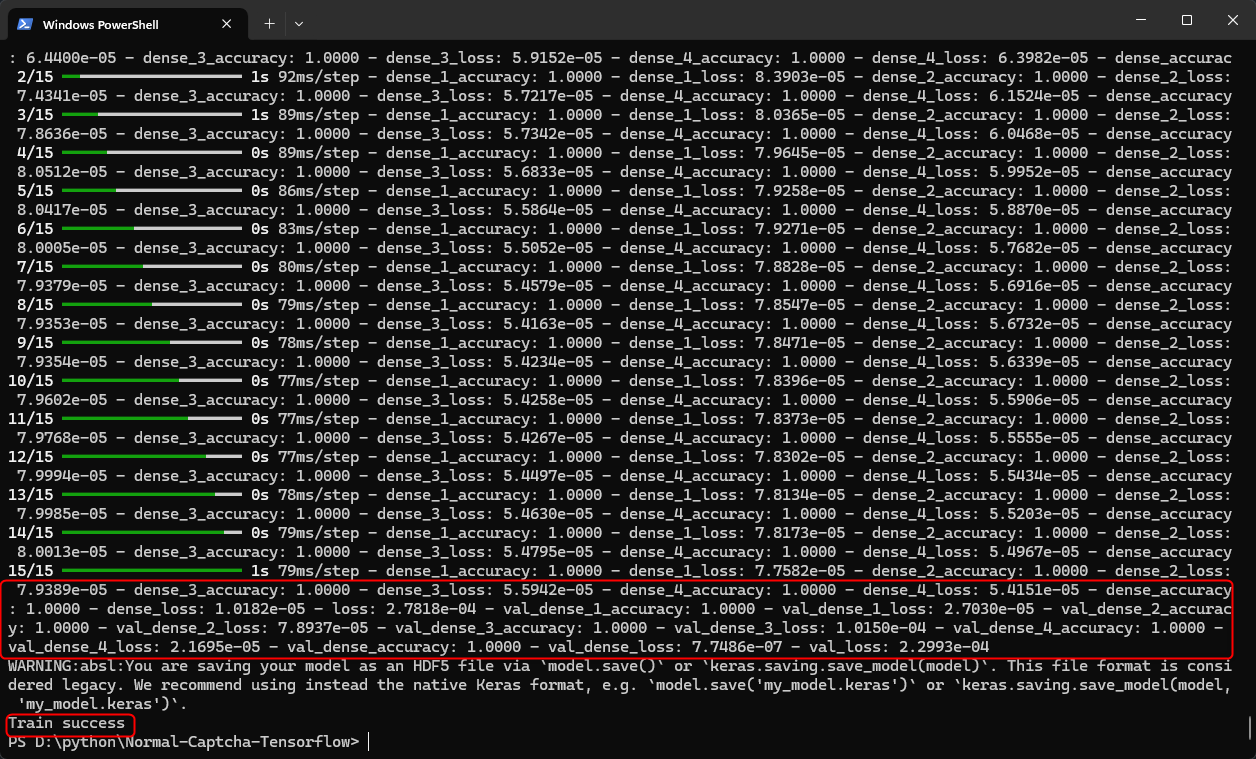 Windows PowerShell
: 6.4400e-05 - dense_3_accuracy: 1.0000 - dense_3_loss: 5.9152e-05 - dense_4_accuracy: 1.0000 - dense_4_loss: 6.3982e-05 - dense_accurac
2/15 1s 92ms/step - dense_1_accuracy: 1.0000 - dense_1_loss: 8.3903e-05 - dense_2_accuracy: 1.0000 - dense_2_loss:
7.4341e-05 - dense_3_accuracy: 1.0000 - dense_3_loss: 5.7217e-05 - dense_4_accuracy: 1.0000 - dense_4_loss: 6.1524e-05 - dense_accuracy
3/15 1s 89ms/step - dense_1_accuracy: 1.0000 - dense_1_loss: 8.0365e-05 - dense_2_accuracy: 1.0000 - dense_2_loss:
7.8636e-05 - dense_3_accuracy: 1.0000 - dense_3_loss: 5.7342e-05 - dense_4_accuracy: 1.0000 - dense_4_loss: 6.0468e-05 - dense_accuracy
4/15 0s 89ms/step - dense_1_accuracy: 1.0000 - dense_1_loss: 7.9645e-05 - dense_2_accuracy: 1.0000 - dense_2_loss:
8.0512e-05 - dense_3_accuracy: 1.0000 - dense_3_loss: 5.6833e-05 - dense_4_accuracy: 1.0000 - dense_4_loss: 5.9952e-05 - dense_accuracy
5/15 0s 86ms/step - dense_1_accuracy: 1.0000 - dense_1_loss: 7.9258e-05 - dense_2_accuracy: 1.0000 - dense_2_loss:
8.0417e-05 - dense_3_accuracy: 1.0000 - dense_3_loss: 5.5864e-05 - dense_4_accuracy: 1.0000 - dense_4_loss: 5.8870e-05 - dense_accuracy
6/15 0s 83ms/step - dense_1_accuracy: 1.0000 - dense_1_loss: 7.9271e-05 - dense_2_accuracy: 1.0000 - dense_2_loss:
8.0005e-05 - dense_3_accuracy: 1.0000 - dense_3_loss: 5.5052e-05 - dense_4_accuracy: 1.0000 - dense_4_loss: 5.7682e-05 - dense_accuracy
7/15 0s 80ms/step - dense_1_accuracy: 1.0000 - dense_1_loss: 7.8828e-05 - dense_2_accuracy: 1.0000 - dense_2_loss:
7.9379e-05 - dense_3_accuracy: 1.0000 - dense_3_loss: 5.4579e-05 - dense_4_accuracy: 1.0000 - dense_4_loss: 5.6916e-05 - dense_accuracy
8/15 0s 79ms/step - dense_1_accuracy: 1.0000 - dense_1_loss: 7.8547e-05 - dense_2_accuracy: 1.0000 - dense_2_loss:
7.9353e-05 - dense_3_accuracy: 1.0000 - dense_3_loss: 5.4163e-05 - dense_4_accuracy: 1.0000 - dense_4_loss: 5.6732e-05 - dense_accuracy
9/15 0s 78ms/step - dense_1_accuracy: 1.0000 - dense_1_loss: 7.8471e-05 - dense_2_accuracy: 1.0000 - dense_2_loss:
7.9354e-05 - dense_3_accuracy: 1.0000 - dense_3_loss: 5.4234e-05 - dense_4_accuracy: 1.0000 - dense_4_loss: 5.6339e-05 - dense_accuracy
10/15 0s 77ms/step - dense_1_accuracy: 1.0000 - dense_1_loss: 7.8396e-05 - dense_2_accuracy: 1.0000 - dense_2_loss:
7.9602e-05 - dense_3_accuracy: 1.0000 - dense_3_loss: 5.4258e-05 - dense_4_accuracy: 1.0000 - dense_4_loss: 5.5906e-05 - dense_accuracy
11/15 0s 77ms/step - dense_1_accuracy: 1.0000 - dense_1_loss: 7.8373e-05 - dense_2_accuracy: 1.0000 - dense_2_loss:
7.9768e-05 - dense_3_accuracy: 1.0000 - dense_3_loss: 5.4267e-05 - dense_4_accuracy: 1.0000 - dense_4_loss: 5.5555e-05 - dense_accuracy
12/15 0s 77ms/step - dense_1_accuracy: 1.0000 - dense_1_loss: 7.8302e-05 - dense_2_accuracy: 1.0000 - dense_2_loss:
7.9994e-05 - dense_3_accuracy: 1.0000 - dense_3_loss: 5.4497e-05 - dense_4_accuracy: 1.0000 - dense_4_loss: 5.5434e-05 - dense_accuracy
13/15 0s 78ms/step - dense_1_accuracy: 1.0000 - dense_1_loss: 7.8134e-05 - dense_2_accuracy: 1.0000 - dense_2_loss:
7.9985e-05 - dense_3_accuracy: 1.0000 - dense_3_loss: 5.4630e-05 - dense_4_accuracy: 1.0000 - dense_4_loss: 5.5203e-05 - dense_accuracy
14/15 0s 79ms/step - dense_1_accuracy: 1.0000 - dense_1_loss: 7.8173e-05 - dense_2_accuracy: 1.0000 - dense_2_loss:
8.0013e-05 - dense_3_accuracy: 1.0000 - dense_3_loss: 5.4795e-05 - dense_4_accuracy: 1.0000 - dense_4_loss: 5.4967e-05 - dense_accuracy
15/15 1s 79ms/step - dense_1_accuracy: 1.0000 - dense_1_loss: 7.7582e-05 - dense_2_accuracy: 1.0000 - dense_2_loss:
7.9389e-05 - dense_3_accuracy: 1.0000 - dense_3_loss: 5.5942e-05 - dense_4_accuracy: 1.0000 - dense_4_loss: 5.4151e-05 - dense_accuracy
: 1.0000 - dense_loss: 1.0182e-05 - loss: 2.7818e-04 - val_dense_1_accuracy: 1.0000 - val_dense_1_loss: 2.7030e-05 - val_dense_2_accurac
y: 1.0000 - val_dense_2_loss: 7.8937e-05 - val_dense_3_accuracy: 1.0000 - val_dense_3_loss: 1.0150e-04 - val_dense_4_accuracy: 1.0000 -
val_dense_4_loss: 2.1695e-05 - val_dense_accuracy: 1.0000 - val_dense_loss: 7.7486e-07 - val_loss: 2.2993e-04
WARNING:absl:You are saving your model as an HDF5 file via `model.save()` or `keras.saving.save_model(model)`. This file format is consi
dered legacy. We recommend using instead the native Keras format, e.g. `model.save('my_model.keras')` or `keras.saving.save_model(model,
'my_model.keras')`.
Train success
PS D:\python\Normal-Captcha-Tensorflow>